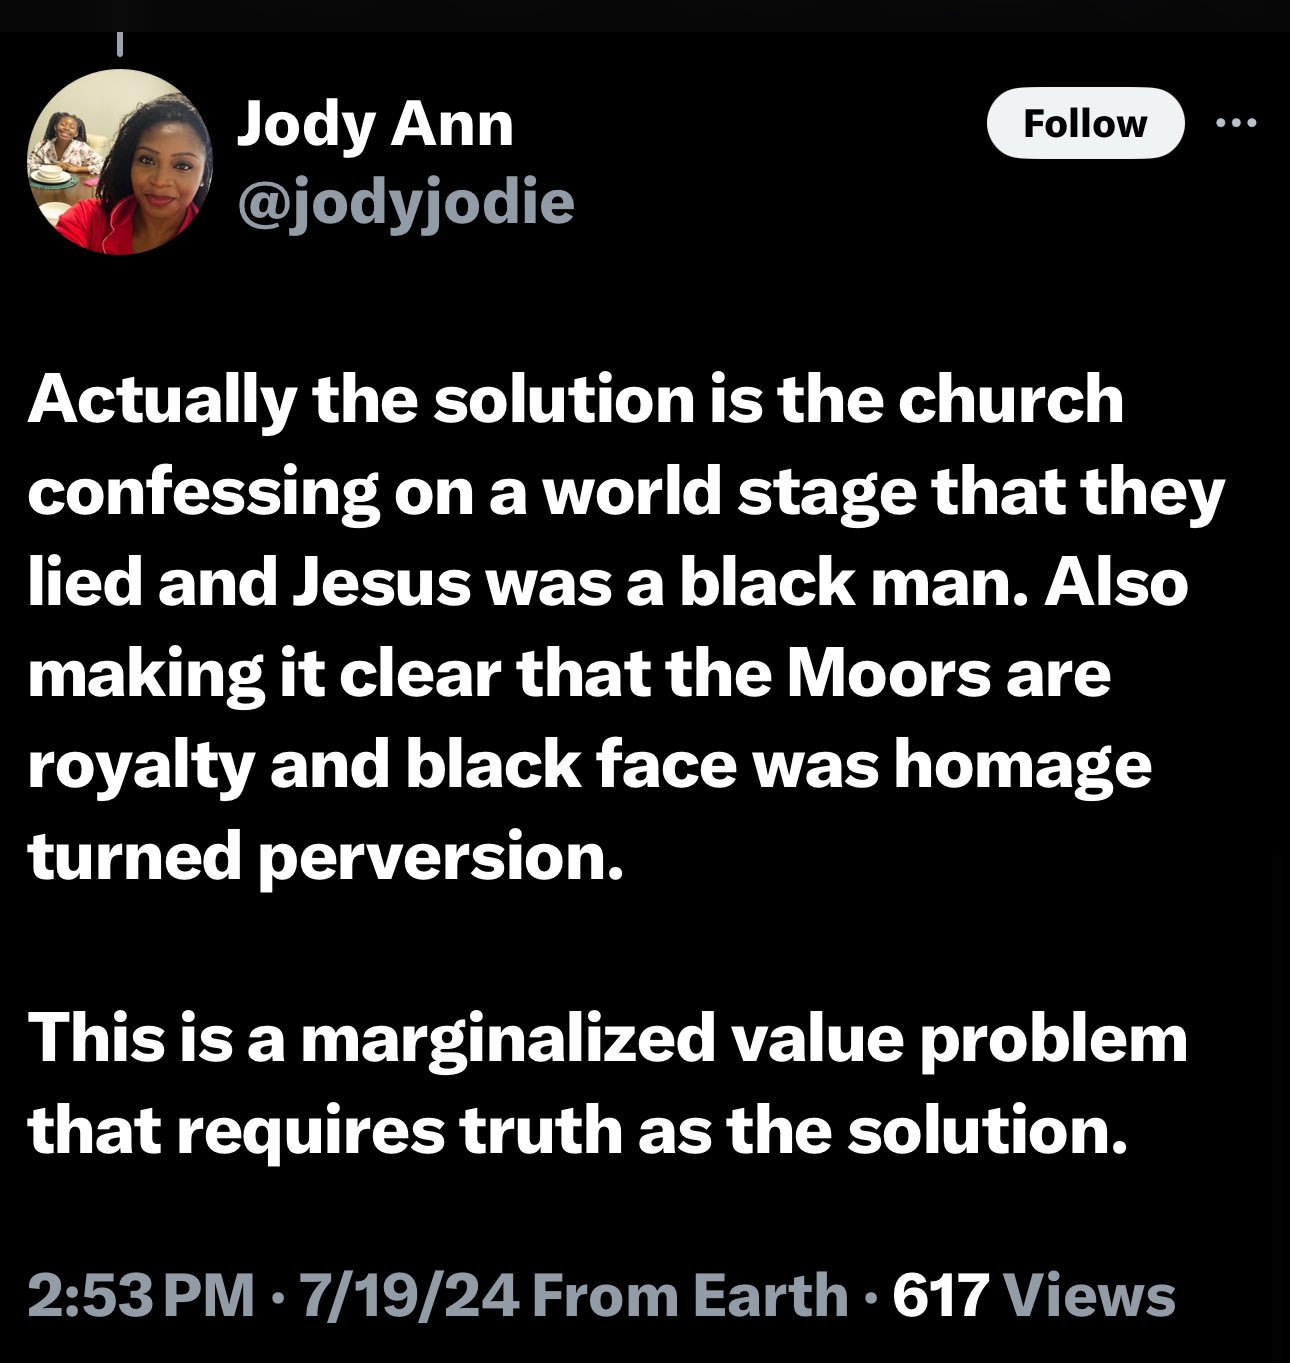 Jody Ann
@jodyjodie
Follow
Actually the solution is the church
confessing on a world stage that they
lied and Jesus was a black man. Also
making it clear that the Moors are
royalty and black face was homage
turned perversion.
This is a marginalized value problem
that requires truth as the solution.
2:53 PM · 7/19/24 From Earth · 617 Views